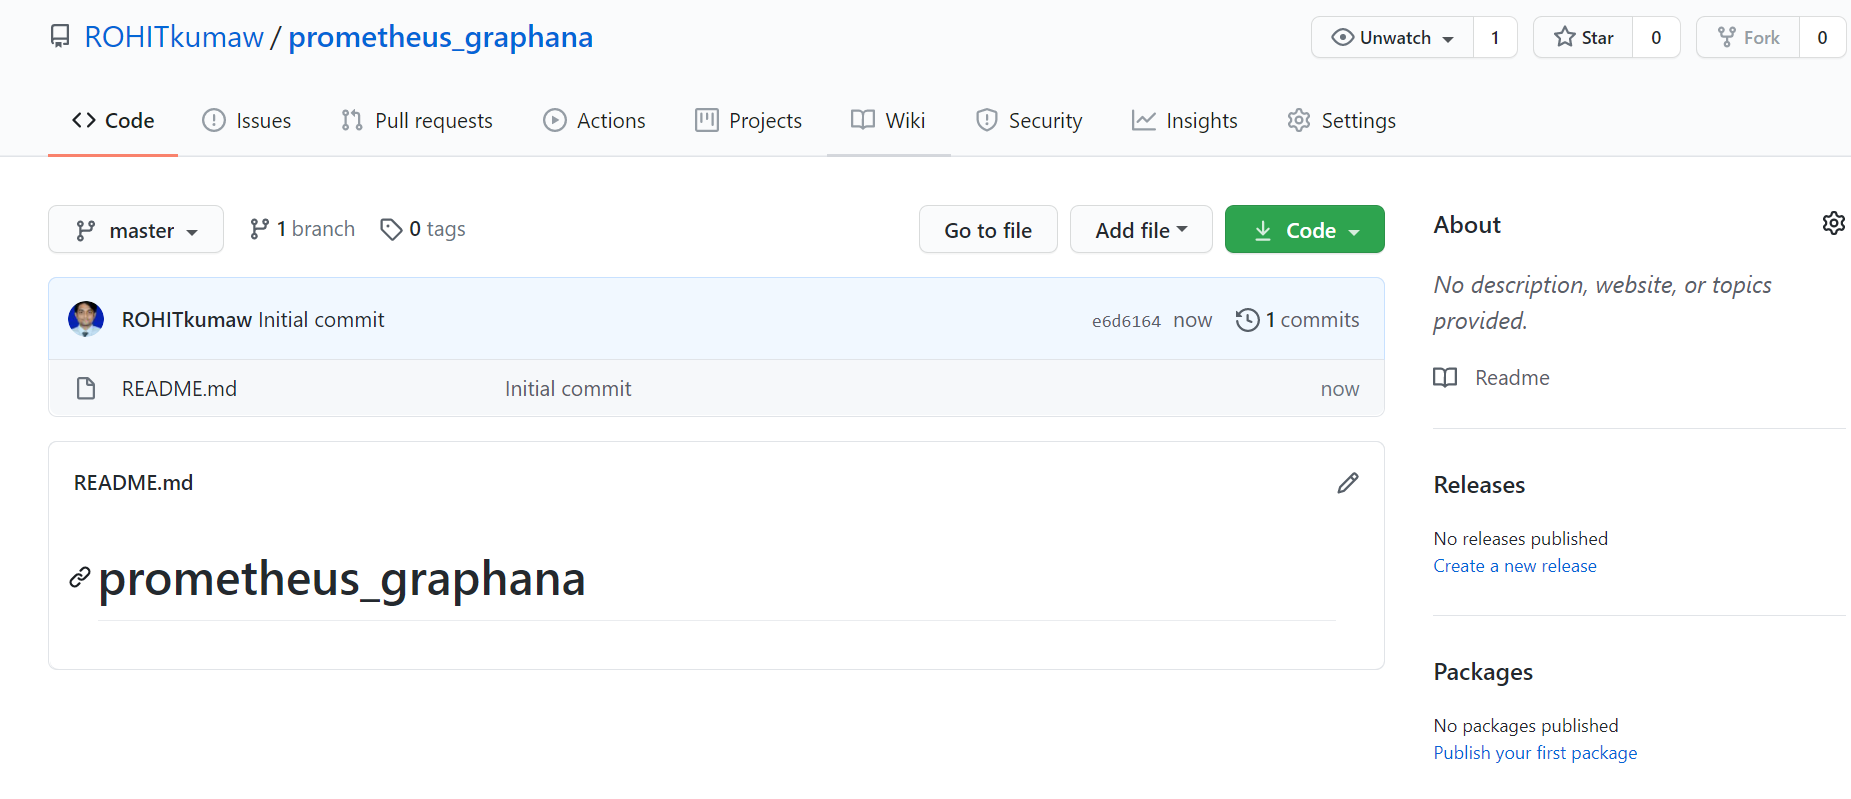 ROHITkumaw / prometheus_graphana
Unwatch 1 Star 0 Fork 0
Code Issues Pull requests Actions Projects Wiki Security Insights Settings
master 1 branch 0 tags Go to file Add file Code
ROHITkumaw Initial commit e6d6164 now 1 commits
README.md Initial commit now
README.md
prometheus_graphana
About
No description, website, or topics
provided.
Readme
Releases
No releases published
Create a new release
Packages
No packages published
Publish your first package